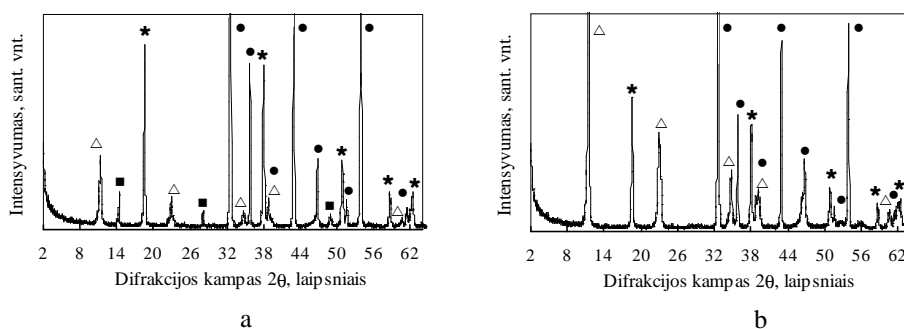 Intensyvumas, sant. vnt.
2 8 14 20 26 32 38 44 50 56 62
Difrakcijos kampas 2θ, laipsniais
a
Intensyvumas, sant. vnt.
2 8 14 20 26 32 38 44 50 56 62
Difrakcijos kampas 2θ, laipsniais
b